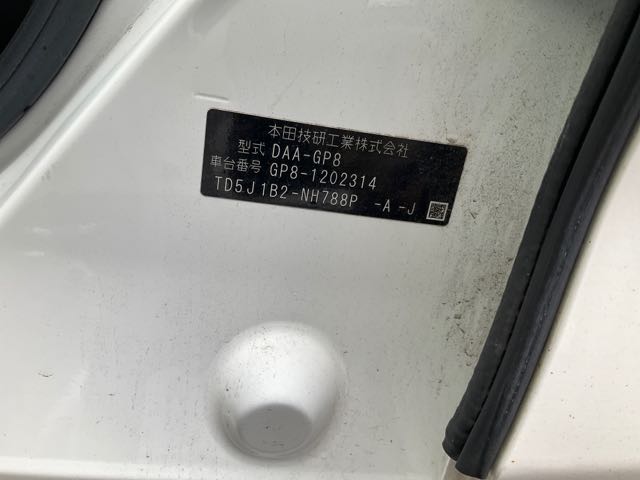 本田技研工業株式会社
型式 DAA-GP8
車台番号 GP8-1202314
TD5J1B2-NH788P -A -J